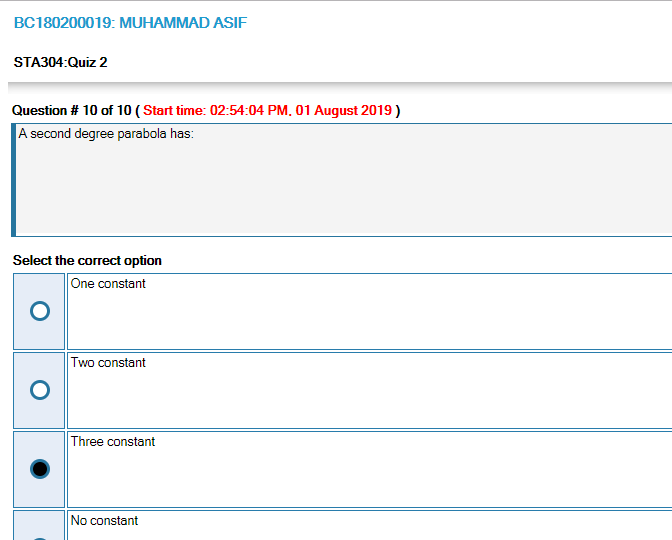 BC180200019: MUHAMMAD ASIF
STA304:Quiz 2
Question # 10 of 10 ( Start time: 02:54:04 PM, 01 August 2019 )
A second degree parabola has:
Select the correct option
One constant
Two constant
Three constant
No constant